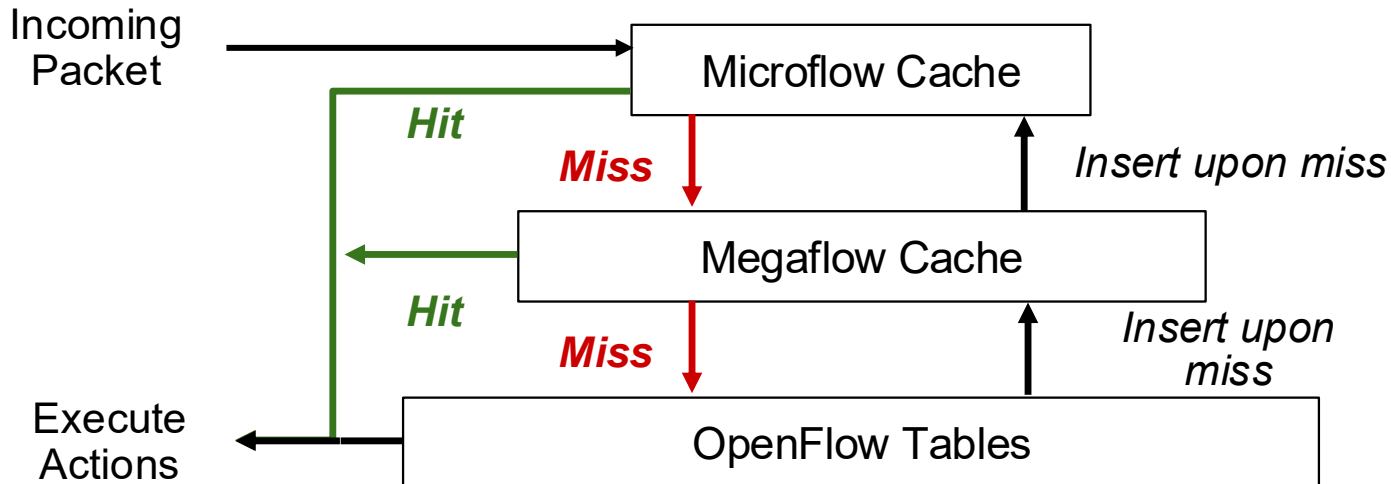 Incoming
Packet
Microflow Cache
Hit
Miss
Insert upon miss
Megaflow Cache
Hit
Miss
Insert upon
miss
Execute
Actions
OpenFlow Tables